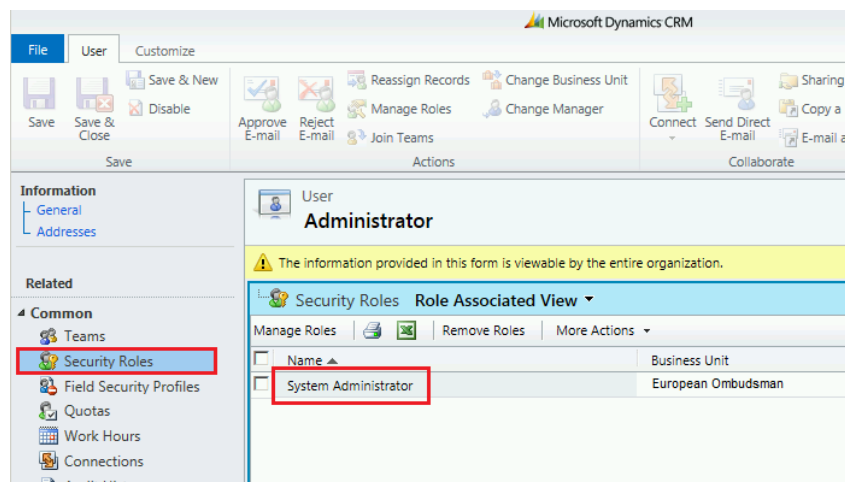 Microsoft Dynamics CRM
File User Customize
Save
Save & Close
Save & New
Disable
Save
Approve E-mail
Reject E-mail
Reassign Records
Manage Roles
Join Teams
Change Business Unit
Change Manager
Actions
Connect
Send Direct E-mail
Sharing
Copy a
E-mail a
Collaborate
Information
General
Addresses
Related
Common
Teams
Security Roles
Field Security Profiles
Quotas
Work Hours
Connections
User
Administrator
The information provided in this form is viewable by the entire organization.
Security Roles Role Associated View
Manage Roles Remove Roles More Actions
Name Business Unit
System Administrator European Ombudsman